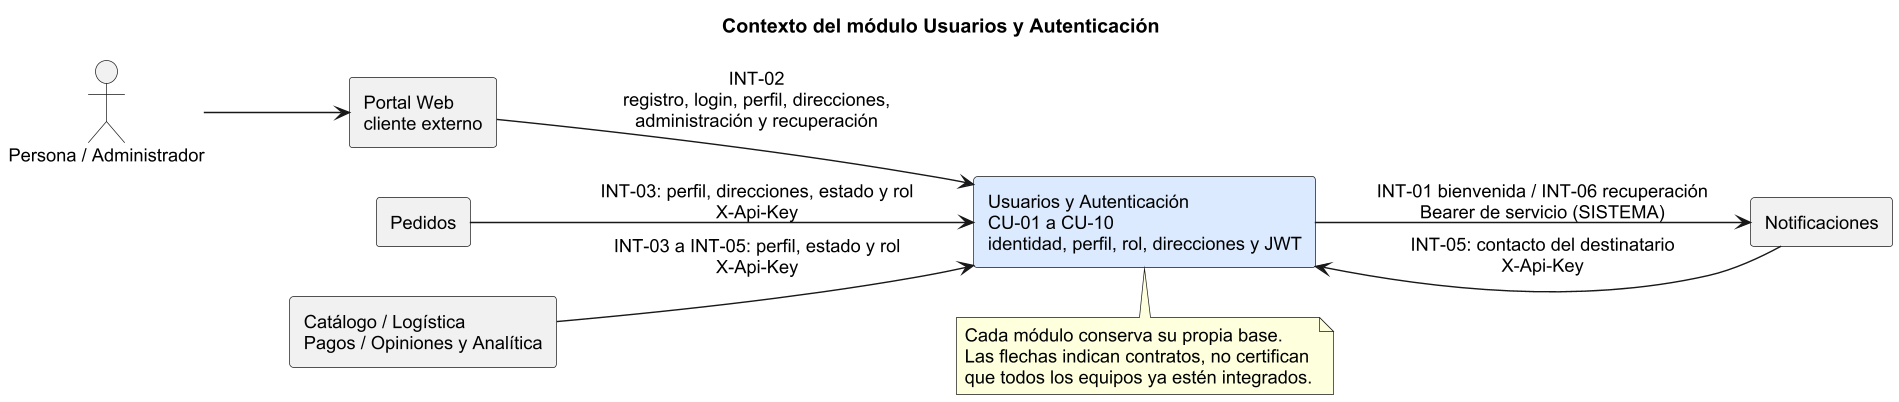 Contexto del módulo Usuarios y Autenticación
Persona / Administrador
Portal Web
cliente externo
INT-02
registro, login, perfil, direcciones,
administración y recuperación
Pedidos
INT-03: perfil, direcciones, estado y rol
X-Api-Key
INT-03 a INT-05: perfil, estado y rol
X-Api-Key
Catálogo / Logística
Pagos / Opiniones y Analítica
Usuarios y Autenticación
CU-01 a CU-10
identidad, perfil, rol, direcciones y JWT
INT-01 bienvenida / INT-06 recuperación
Bearer de servicio (SISTEMA)
INT-05: contacto del destinatario
X-Api-Key
Notificaciones
Cada módulo conserva su propia base.
Las flechas indican contratos, no certifican
que todos los equipos ya estén integrados.